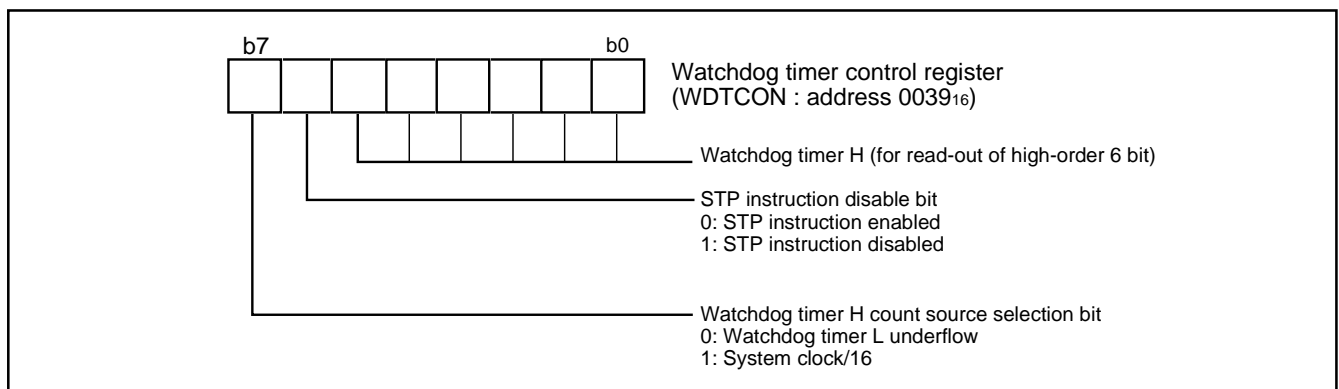 b7 b0
Watchdog timer control register
(WDTCON : address 003916)
Watchdog timer H (for read-out of high-order 6 bit)
STP instruction disable bit
0: STP instruction enabled
1: STP instruction disabled
Watchdog timer H count source selection bit
0: Watchdog timer L underflow
1: System clock/16